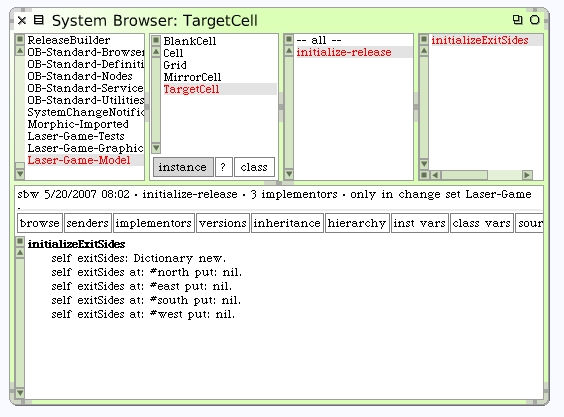 System Browser: TargetCell
ReleaseBuilder
OB-Standard-Browser
OB-Standard-Definiti
OB-Standard-Nodes
OB-Standard-Service
OB-Standard-Utilities
SystemChangeNotific
Morphic-Imported
Laser-Game-Tests
Laser-Game-Graphic
Laser-Game-Model
BlankCell
Cell
Grid
MirrorCell
TargetCell
instance ? class
-- all --
initialize-release
initializeExitSides
sbw 5/20/2007 08:02 · initialize-release · 3 implementors · only in change set Laser-Game
browse senders implementors versions inheritance hierarchy inst vars class vars sour
initializeExitSides
self exitSides: Dictionary new.
self exitSides at: #north put: nil.
self exitSides at: #east put: nil.
self exitSides at: #south put: nil.
self exitSides at: #west put: nil.